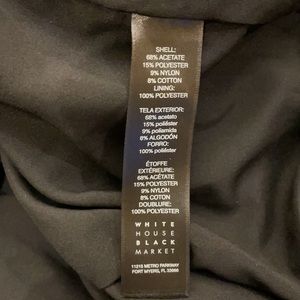 SHELL:
68% ACETATE
15% POLYESTER
9% NYLON
8% COTTON
LINING:
100% POLYESTER
TELA EXTERIOR:
68% acetato
15% poliéster
9% poliamida
8% ALGODÓN
FORRO:
100% poliéster
ÉTOFFE
EXTÉRIEURE:
68% ACÉTATE
15% POLYESTER
9% NYLON
8% COTON
DOUBLURE:
100% POLYESTER
WHITE
HOUSE
BLACK
MARKET
11215 METRO PARKWAY
FORT MYERS, FL 33966